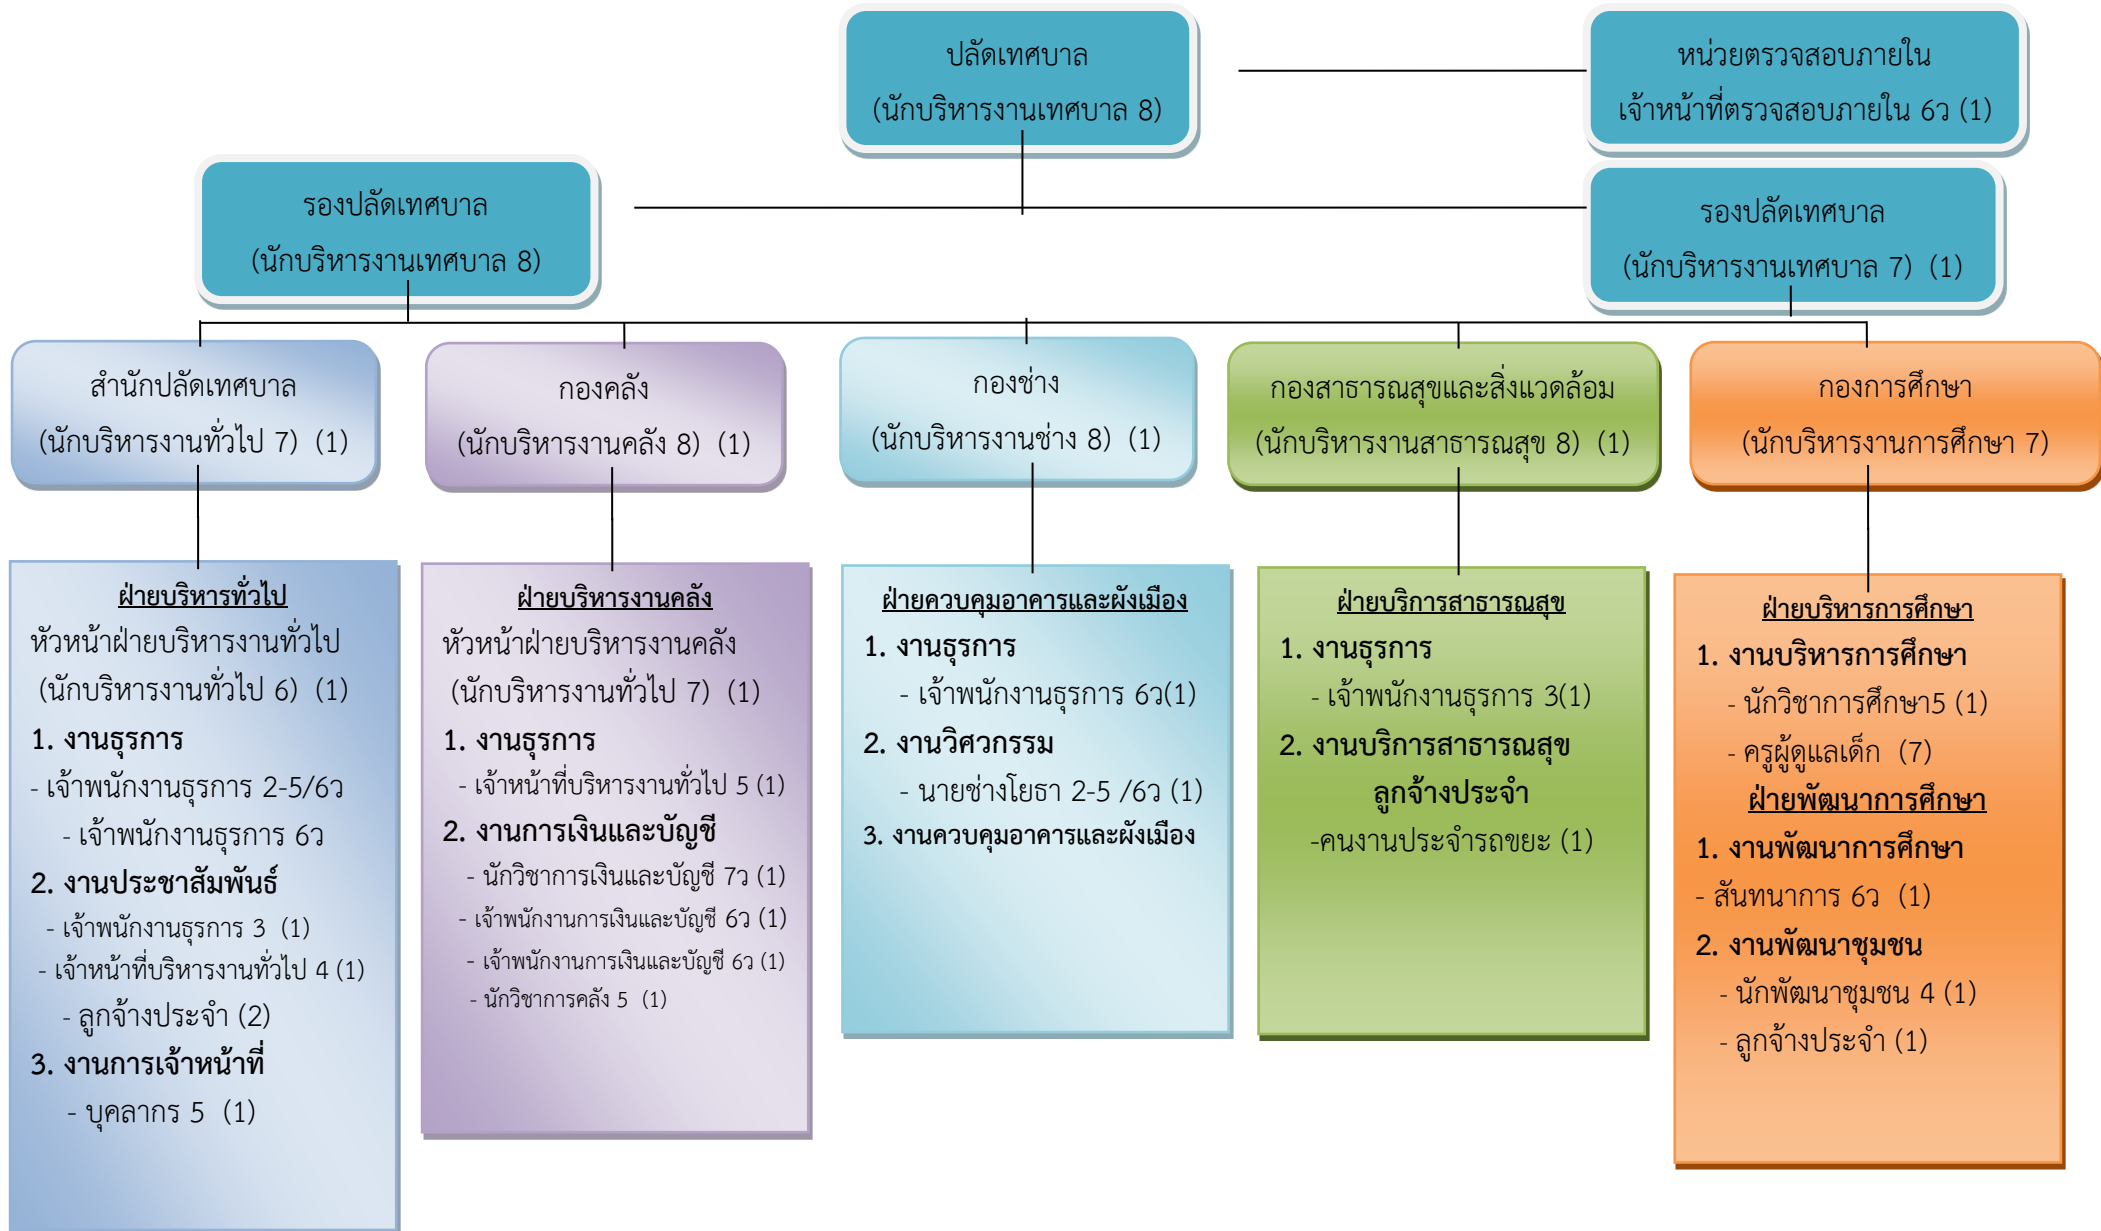 ปลัดเทศบาล
(นักบริหารงานเทศบาล 8)
หน่วยตรวจสอบภายใน
เจ้าหน้าที่ตรวจสอบภายใน 6ว (1)
รองปลัดเทศบาล
(นักบริหารงานเทศบาล 8)
รองปลัดเทศบาล
(นักบริหารงานเทศบาล 7) (1)
สำนักปลัดเทศบาล
(นักบริหารงานทั่วไป 7) (1)
กองคลัง
(นักบริหารงานคลัง 8) (1)
กองช่าง
(นักบริหารงานช่าง 8) (1)
กองสาธารณสุขและสิ่งแวดล้อม
(นักบริหารงานสาธารณสุข 8) (1)
กองการศึกษา
(นักบริหารงานการศึกษา 7)
ฝ่ายบริหารทั่วไป
หัวหน้าฝ่ายบริหารงานทั่วไป
(นักบริหารงานทั่วไป 6) (1)
1. งานธุรการ
- เจ้าพนักงานธุรการ 2-5/6ว
- เจ้าพนักงานธุรการ 6ว
2. งานประชาสัมพันธ์
- เจ้าพนักงานธุรการ 3 (1)
- เจ้าหน้าที่บริหารงานทั่วไป 4 (1)
- ลูกจ้างประจำ (2)
3. งานการเจ้าหน้าที่
- บุคลากร 5 (1)
ฝ่ายบริหารงานคลัง
หัวหน้าฝ่ายบริหารงานคลัง
(นักบริหารงานทั่วไป 7) (1)
1. งานธุรการ
- เจ้าหน้าที่บริหารงานทั่วไป 5 (1)
2. งานการเงินและบัญชี
- นักวิชาการเงินและบัญชี 7ว (1)
- เจ้าพนักงานการเงินและบัญชี 6ว (1)
- เจ้าพนักงานการเงินและบัญชี 6ว (1)
- นักวิชาการคลัง 5 (1)
ฝ่ายควบคุมอาคารและผังเมือง
1. งานธุรการ
- เจ้าพนักงานธุรการ 6ว(1)
2. งานวิศวกรรม
- นายช่างโยธา 2-5 /6ว (1)
3. งานควบคุมอาคารและผังเมือง
ฝ่ายบริการสาธารณสุข
1. งานธุรการ
- เจ้าพนักงานธุรการ 3(1)
2. งานบริการสาธารณสุข
ลูกจ้างประจำ
-คนงานประจำรถขยะ (1)
ฝ่ายบริหารการศึกษา
1. งานบริหารการศึกษา
- นักวิชาการศึกษา5 (1)
- ครูผู้ดูแลเด็ก (7)
ฝ่ายพัฒนาการศึกษา
1. งานพัฒนาการศึกษา
- สันทนาการ 6ว (1)
2. งานพัฒนาชุมชน
- นักพัฒนาชุมชน 4 (1)
- ลูกจ้างประจำ (1)